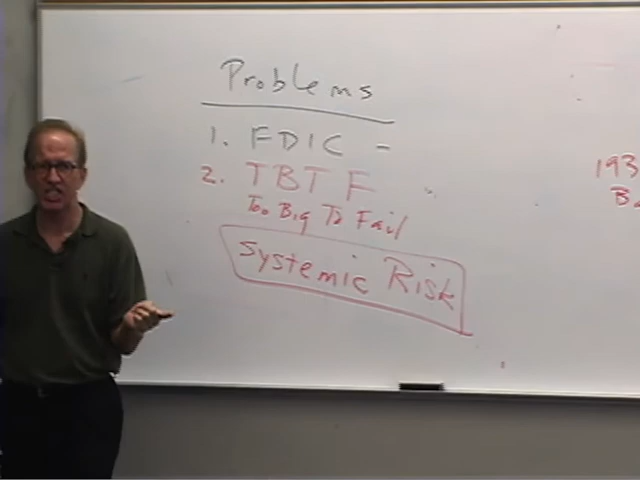 Problems
1. FDIC -
2. TBTF
Too Big To Fail
Systemic Risk
193